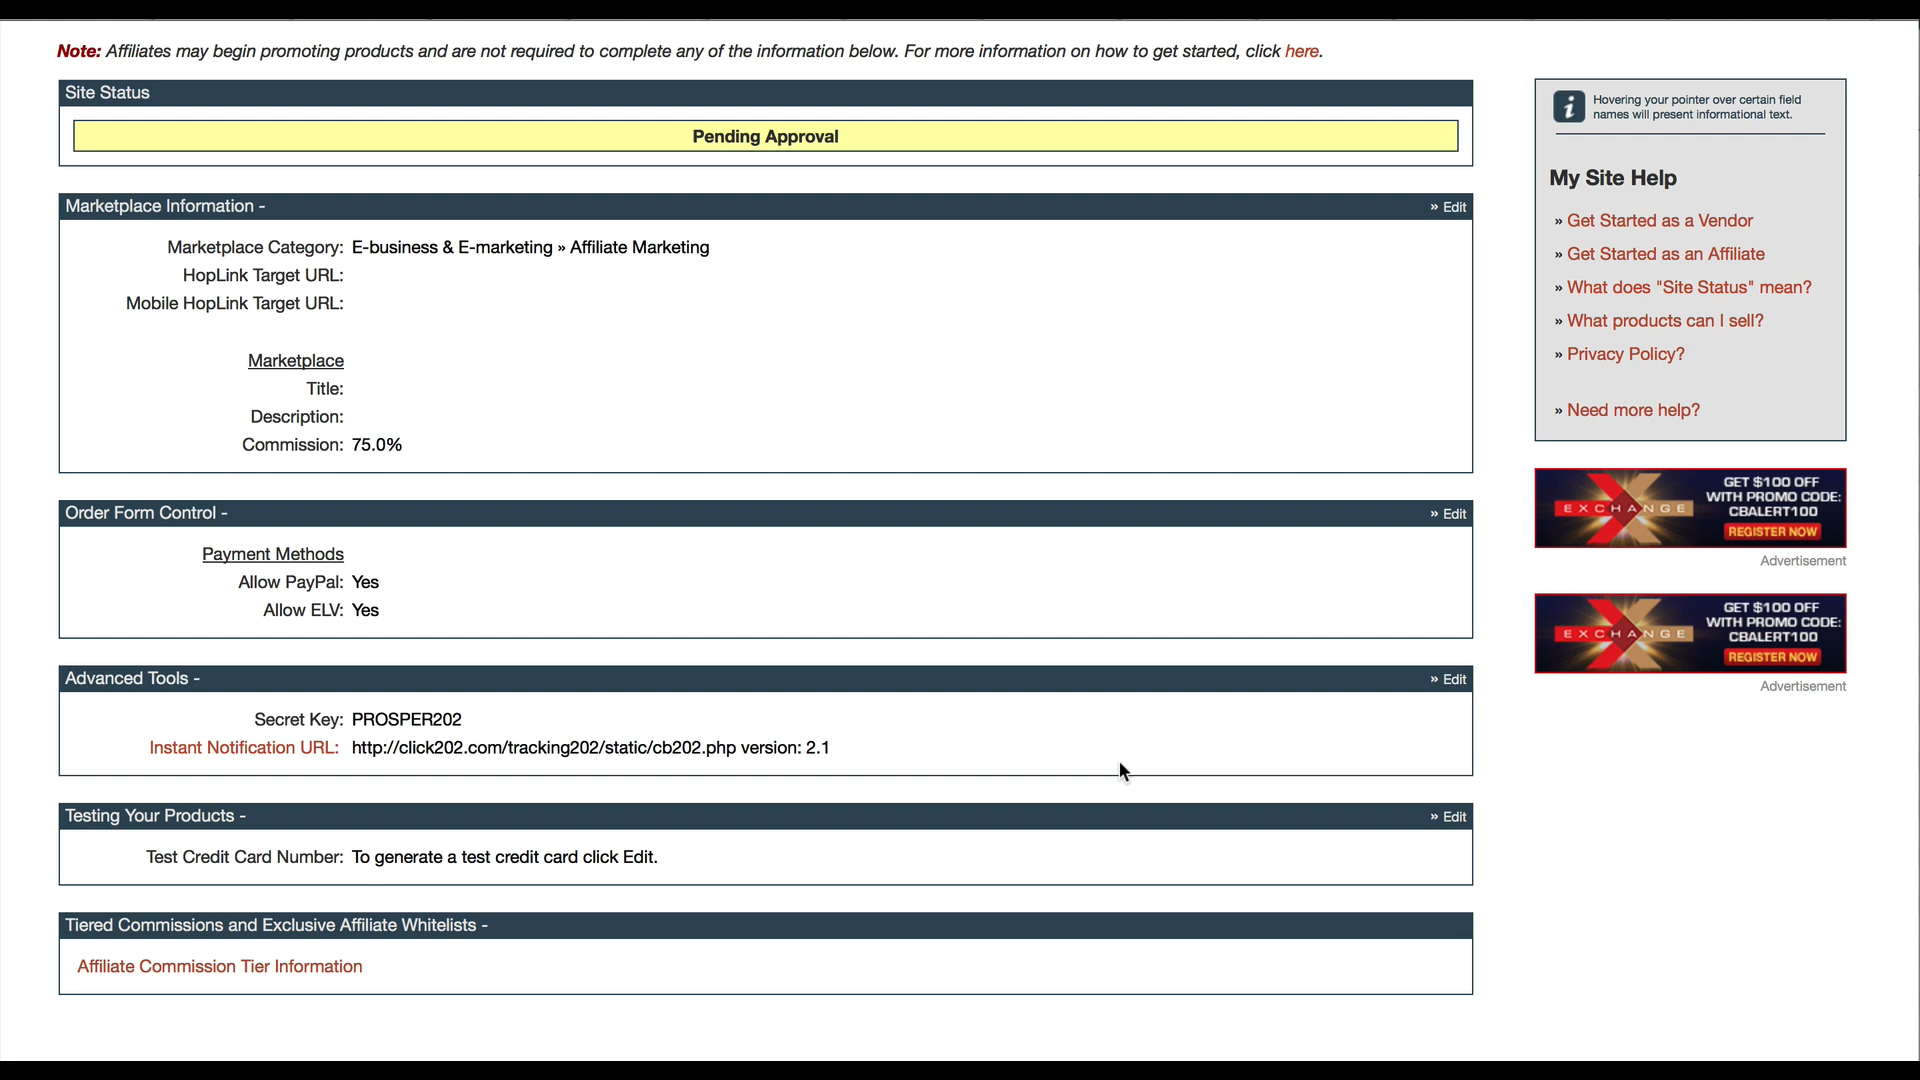 Note: Affiliates may begin promoting products and are not required to complete any of the information below. For more information on how to get started, click here.
Site Status
Pending Approval
Marketplace Information -
» Edit
Marketplace Category: E-business & E-marketing » Affiliate Marketing
HopLink Target URL:
Mobile HopLink Target URL:
Marketplace
Title:
Description:
Commission: 75.0%
Order Form Control -
» Edit
Payment Methods
Allow PayPal: Yes
Allow ELV: Yes
Advanced Tools -
» Edit
Secret Key: PROSPER202
Instant Notification URL: http://click202.com/tracking202/static/cb202.php version: 2.1
Testing Your Products -
» Edit
Test Credit Card Number: To generate a test credit card click Edit.
Tiered Commissions and Exclusive Affiliate Whitelists -
Affiliate Commission Tier Information
i
Hovering your pointer over certain field
names will present informational text.
My Site Help
» Get Started as a Vendor
» Get Started as an Affiliate
» What does "Site Status" mean?
» What products can I sell?
» Privacy Policy?
» Need more help?
EXCHANGE
GET $100 OFF
WITH PROMO CODE:
CBALERT100
REGISTER NOW
Advertisement
EXCHANGE
GET $100 OFF
WITH PROMO CODE:
CBALERT100
REGISTER NOW
Advertisement